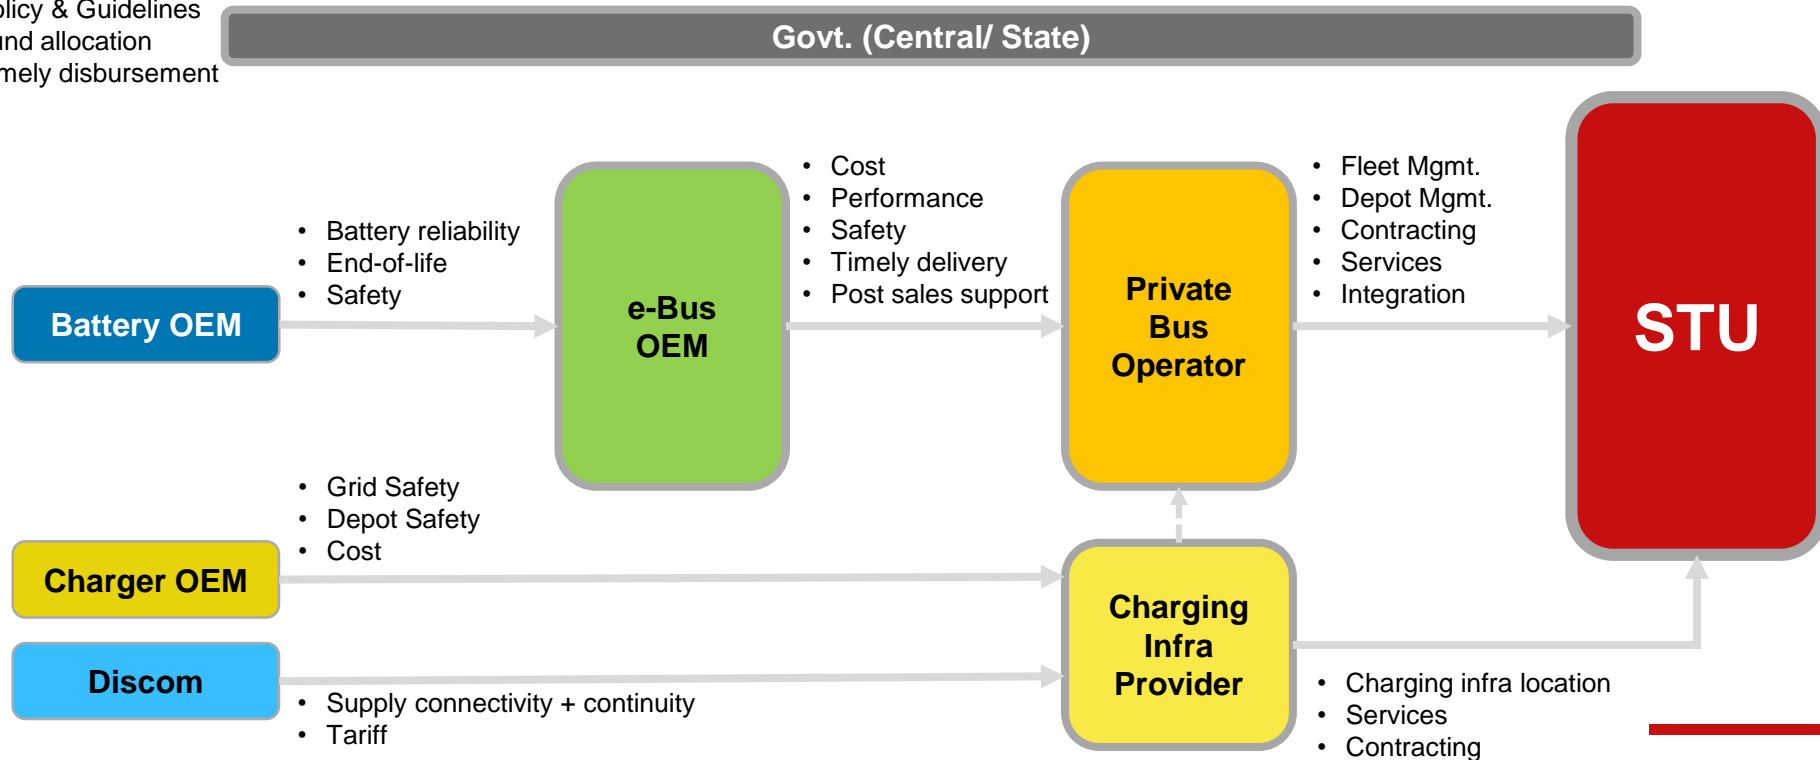 olicy & Guidelines
und allocation
mely disbursement
Govt. (Central/ State)
• Battery reliability
• End-of-life
• Safety
Battery OEM
e-Bus
OEM
• Cost
• Performance
• Safety
• Timely delivery
• Post sales support
Private
Bus
Operator
• Fleet Mgmt.
• Depot Mgmt.
• Contracting
• Services
• Integration
STU
• Grid Safety
• Depot Safety
• Cost
Charger OEM
Discom
• Supply connectivity + continuity
• Tariff
Charging
Infra
Provider
• Charging infra location
• Services
• Contracting